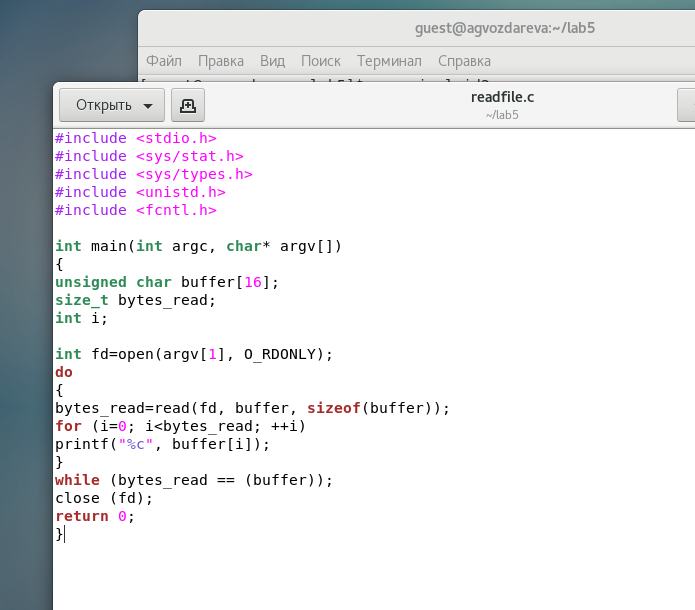 guest@agvozdareva:~/lab5
Файл Правка Вид Поиск Терминал Справка
Открыть
readfile.c
~/lab5
#include <stdio.h>
#include <sys/stat.h>
#include <sys/types.h>
#include <unistd.h>
#include <fcntl.h>
int main(int argc, char* argv[])
{
unsigned char buffer[16];
size_t bytes_read;
int i;
int fd=open(argv[1], O_RDONLY);
do
{
bytes_read=read(fd, buffer, sizeof(buffer));
for (i=0; i<bytes_read; ++i)
printf("%c", buffer[i]);
}
while (bytes_read == (buffer));
close (fd);
return 0;
}